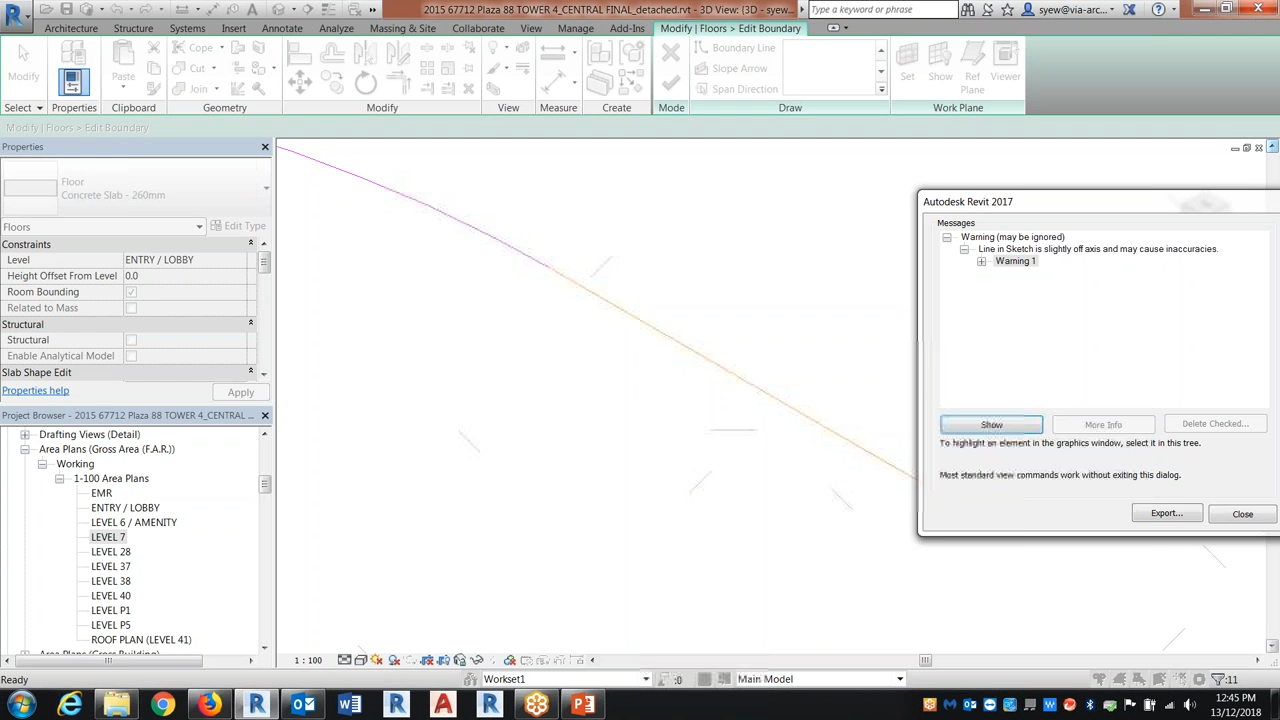 2015 67712 Plaza 88 TOWER 4_CENTRAL FINAL_detached.rvt - 3D View: {3D - syew...
Type a keyword or phrase
syew@via-arc...
Architecture Structure Systems Insert Annotate Analyze Massing & Site Collaborate View Manage Add-Ins Modify | Floors > Edit Boundary
Modify
Properties
Paste
Cope
Cut
Join
Boundary Line
Slope Arrow
Span Direction
Set
Show
Ref
Plane
Viewer
Select Properties Clipboard Geometry Modify View Measure Create Mode Draw Work Plane
Modify | Floors > Edit Boundary
Properties
Floor
Concrete Slab - 260mm
Floors
Edit Type
Constraints
Level ENTRY / LOBBY
Height Offset From Level 0.0
Room Bounding
Related to Mass
Structural
Structural
Enable Analytical Model
Slab Shape Edit
Properties help
Apply
Project Browser - 2015 67712 Plaza 88 TOWER 4_CENTRAL ...
Drafting Views (Detail)
Area Plans (Gross Area (F.A.R.))
Working
1-100 Area Plans
EMR
ENTRY / LOBBY
LEVEL 6 / AMENITY
LEVEL 7
LEVEL 28
LEVEL 37
LEVEL 38
LEVEL 40
LEVEL P1
LEVEL P5
ROOF PLAN (LEVEL 41)
Area Plans (Gross Building)
Autodesk Revit 2017
Messages
Warning (may be ignored)
Line in Sketch is slightly off axis and may cause inaccuracies.
Warning 1
Show
More Info
Delete Checked...
To highlight an element in the graphics window, select it in this tree.
Most standard view commands work without exiting this dialog.
Export...
Close
1 : 100
Ready
Workset1
:0
Main Model
:11
12:45 PM
13/12/2018